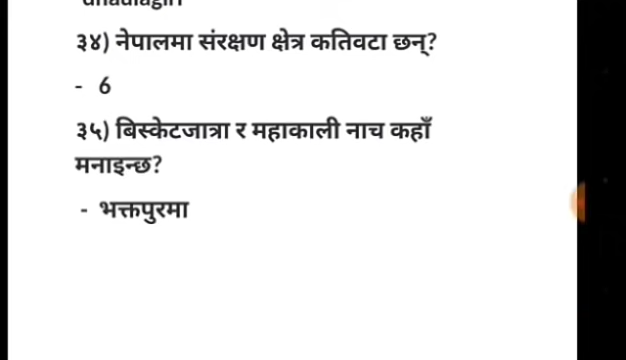 ३४) नेपालमा संरक्षण क्षेत्र कतिवटा छन्?
- 6
३५) बिस्केटजात्रा र महाकाली नाच कहाँ
मनाइन्छ?
- भक्तपुरमा